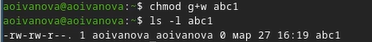 aoivanova@aoivanova:~$ chmod g+w abc1
aoivanova@aoivanova:~$ ls -l abc1
-rw-rw-r--. 1 aoivanova aoivanova 0 мар 27 16:19 abc1